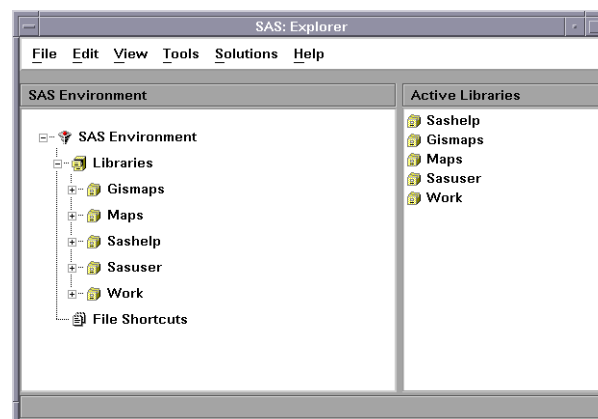 SAS: Explorer
File Edit View Tools Solutions Help
SAS Environment
SAS Environment
Libraries
Gismaps
Maps
Sashelp
Sasuser
Work
File Shortcuts
Active Libraries
Sashelp
Gismaps
Maps
Sasuser
Work